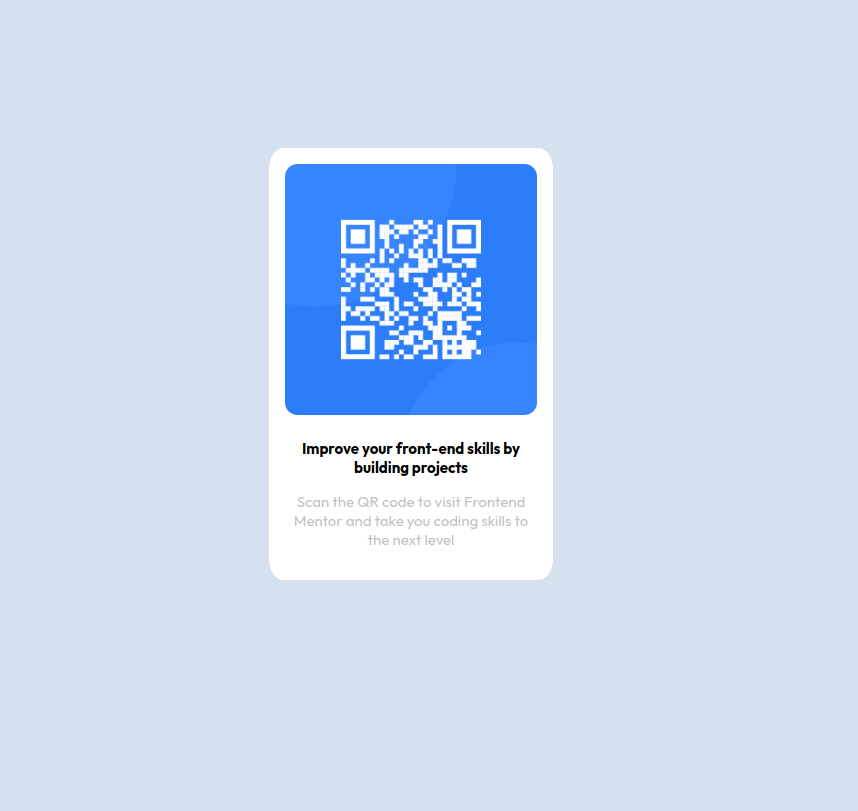 Improve your front-end skills by
building projects
Scan the QR code to visit Frontend
Mentor and take you coding skills to
the next level